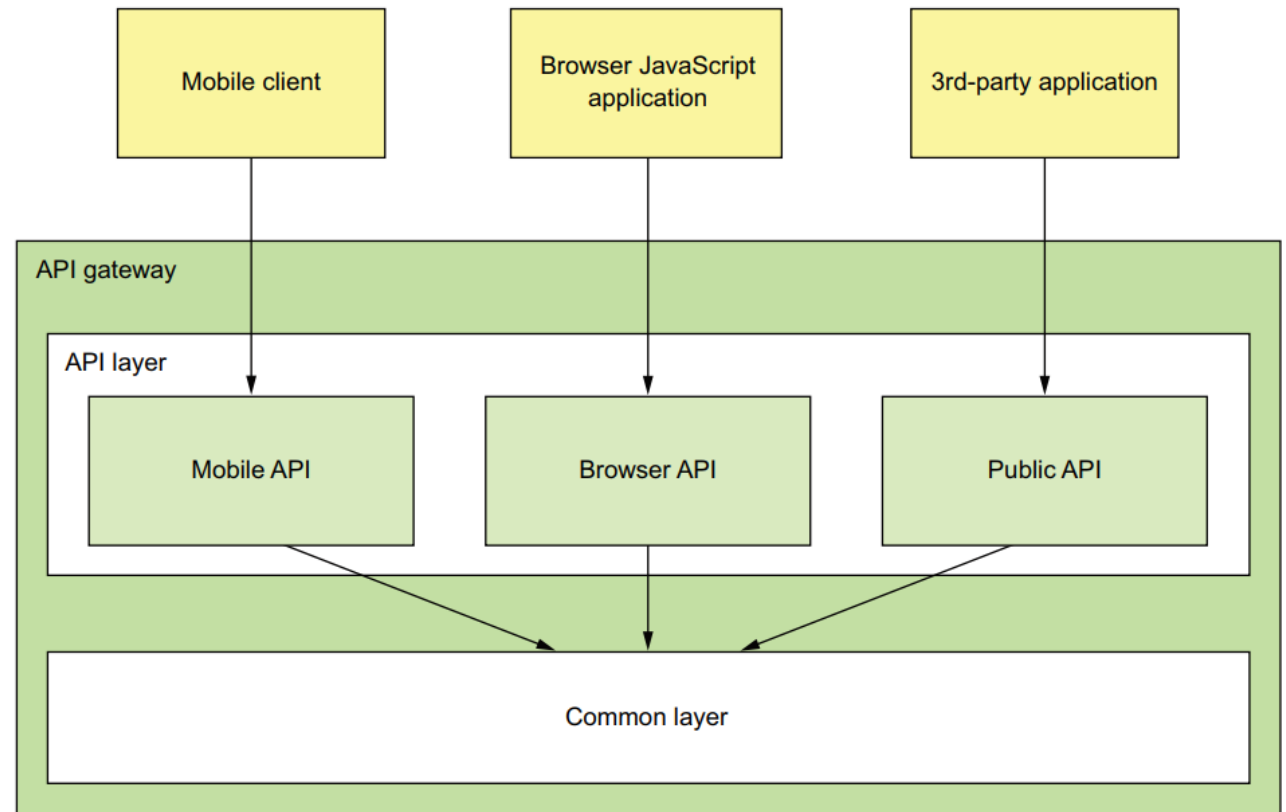 Mobile client
Browser JavaScript
application
3rd-party application
API gateway
API layer
Mobile API
Browser API
Public API
Common layer